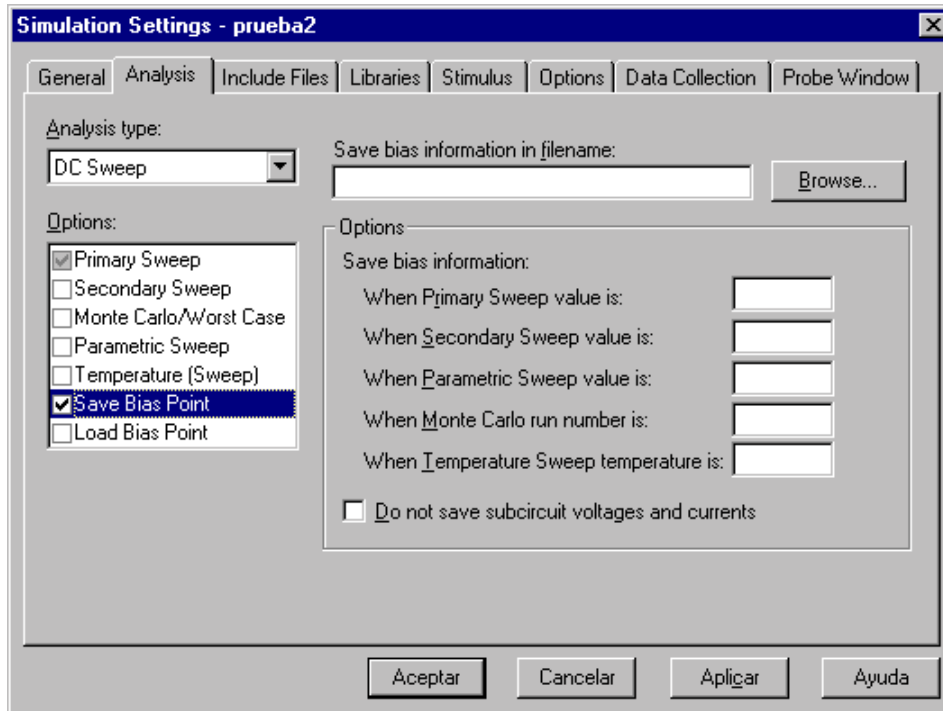 Simulation Settings - prueba2
General Analysis Include Files Libraries Stimulus Options Data Collection Probe Window
Analysis type:
DC Sweep
Save bias information in filename:
Browse...
Options:
Primary Sweep
Secondary Sweep
Monte Carlo/Worst Case
Parametric Sweep
Temperature (Sweep)
Save Bias Point
Load Bias Point
Options
Save bias information:
When Primary Sweep value is:
When Secondary Sweep value is:
When Parametric Sweep value is:
When Monte Carlo run number is:
When Temperature Sweep temperature is:
Do not save subcircuit voltages and currents
Aceptar Cancelar Aplicar Ayuda